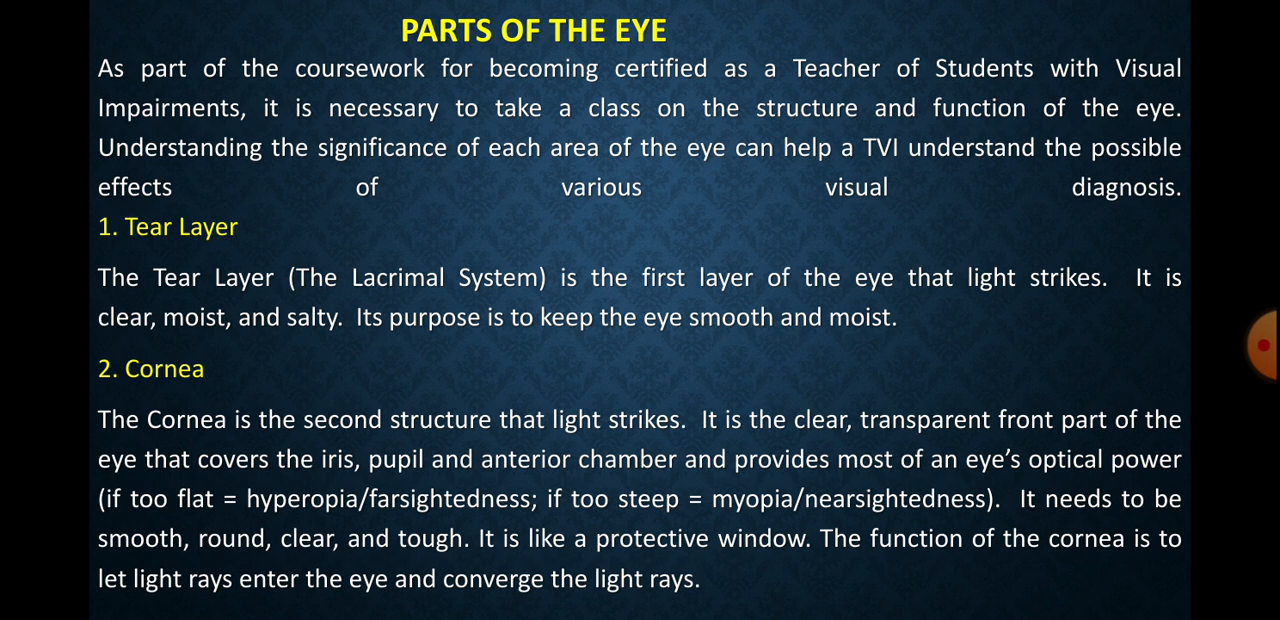 PARTS OF THE EYE
As part of the coursework for becoming certified as a Teacher of Students with Visual
Impairments, it is necessary to take a class on the structure and function of the eye.
Understanding the significance of each area of the eye can help a TVI understand the possible
effects of various visual diagnosis.
1. Tear Layer
The Tear Layer (The Lacrimal System) is the first layer of the eye that light strikes. It is
clear, moist, and salty. Its purpose is to keep the eye smooth and moist.
2. Cornea
The Cornea is the second structure that light strikes. It is the clear, transparent front part of the
eye that covers the iris, pupil and anterior chamber and provides most of an eye’s optical power
(if too flat = hyperopia/farsightedness; if too steep = myopia/nearsightedness). It needs to be
smooth, round, clear, and tough. It is like a protective window. The function of the cornea is to
let light rays enter the eye and converge the light rays.